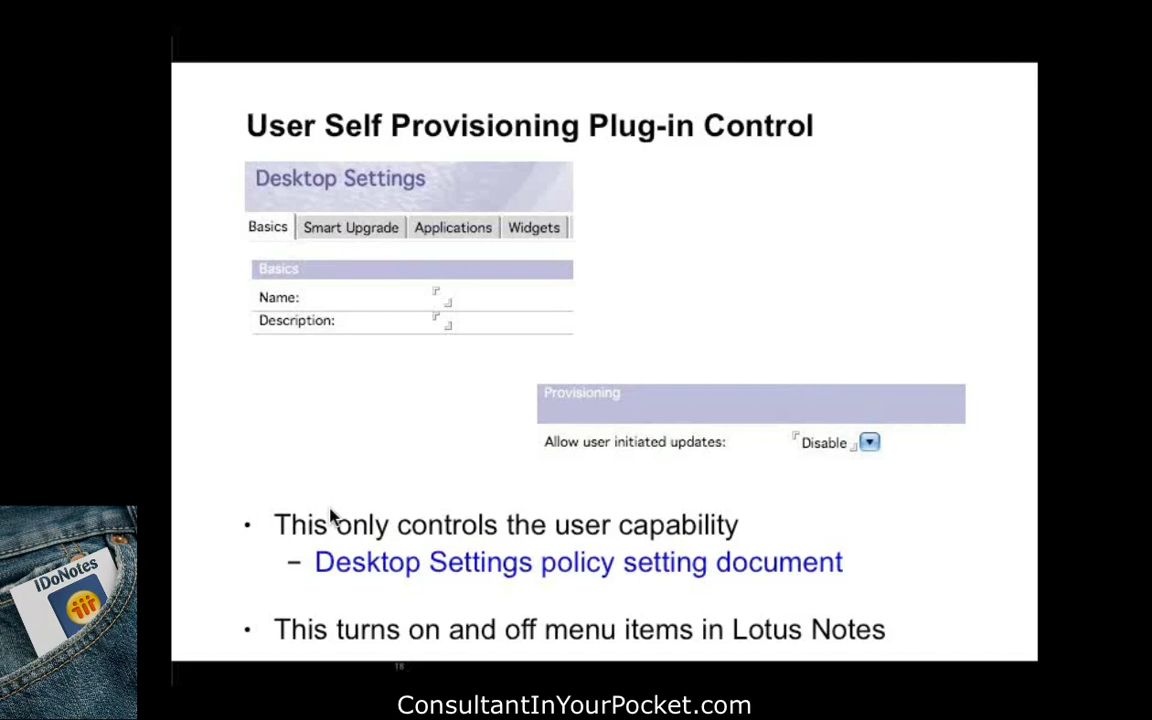 User Self Provisioning Plug-in Control
Desktop Settings
Basics Smart Upgrade Applications Widgets
Basics
Name:
Description:
Provisioning
Allow user initiated updates: Disable
• This only controls the user capability
– Desktop Settings policy setting document
• This turns on and off menu items in Lotus Notes
18
IDoNotes
ConsultantInYourPocket.com